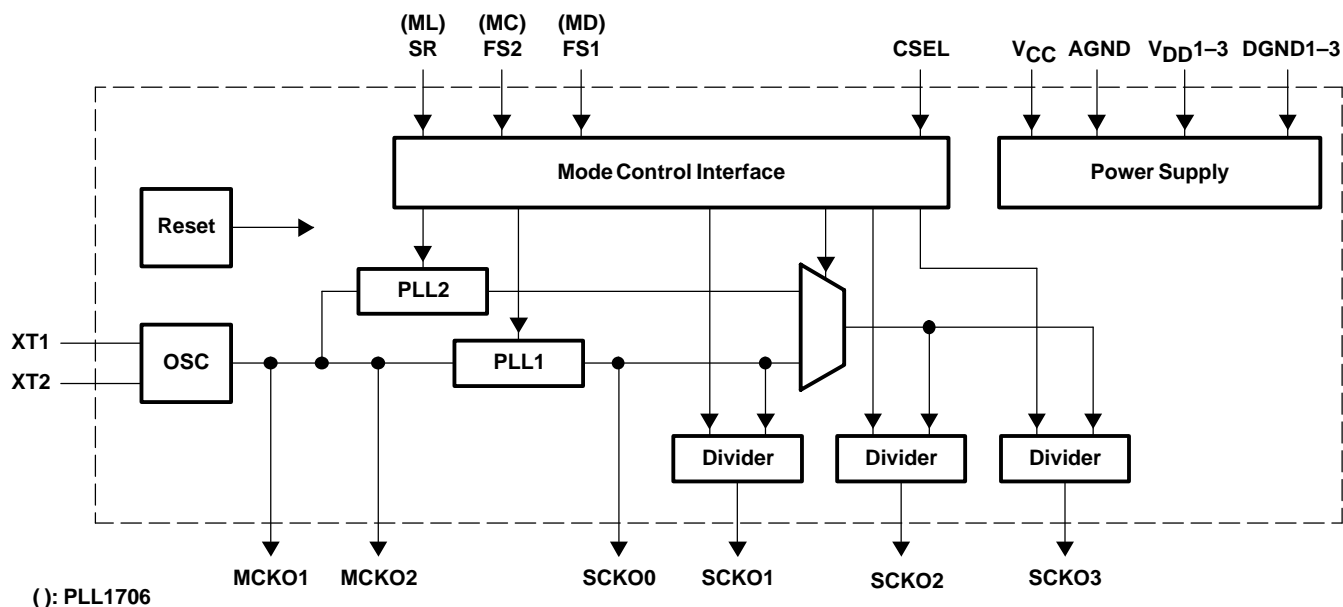 (ML) (MC) (MD)
SR FS2 FS1 CSEL VCC AGND VDD1–3 DGND1–3
Mode Control Interface
Power Supply
Reset
PLL2
XT1
OSC
PLL1
XT2
Divider Divider Divider
MCKO1 MCKO2 SCKO0 SCKO1 SCKO2 SCKO3
( ): PLL1706